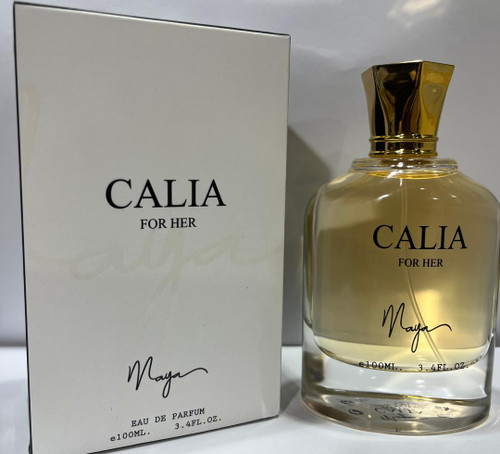 CALIA
FOR HER
Maya
EAU DE PARFUM
e100ML. 3.4FL.OZ.
CALIA
FOR HER
Maya
e100ML. 3.4FL.OZ.